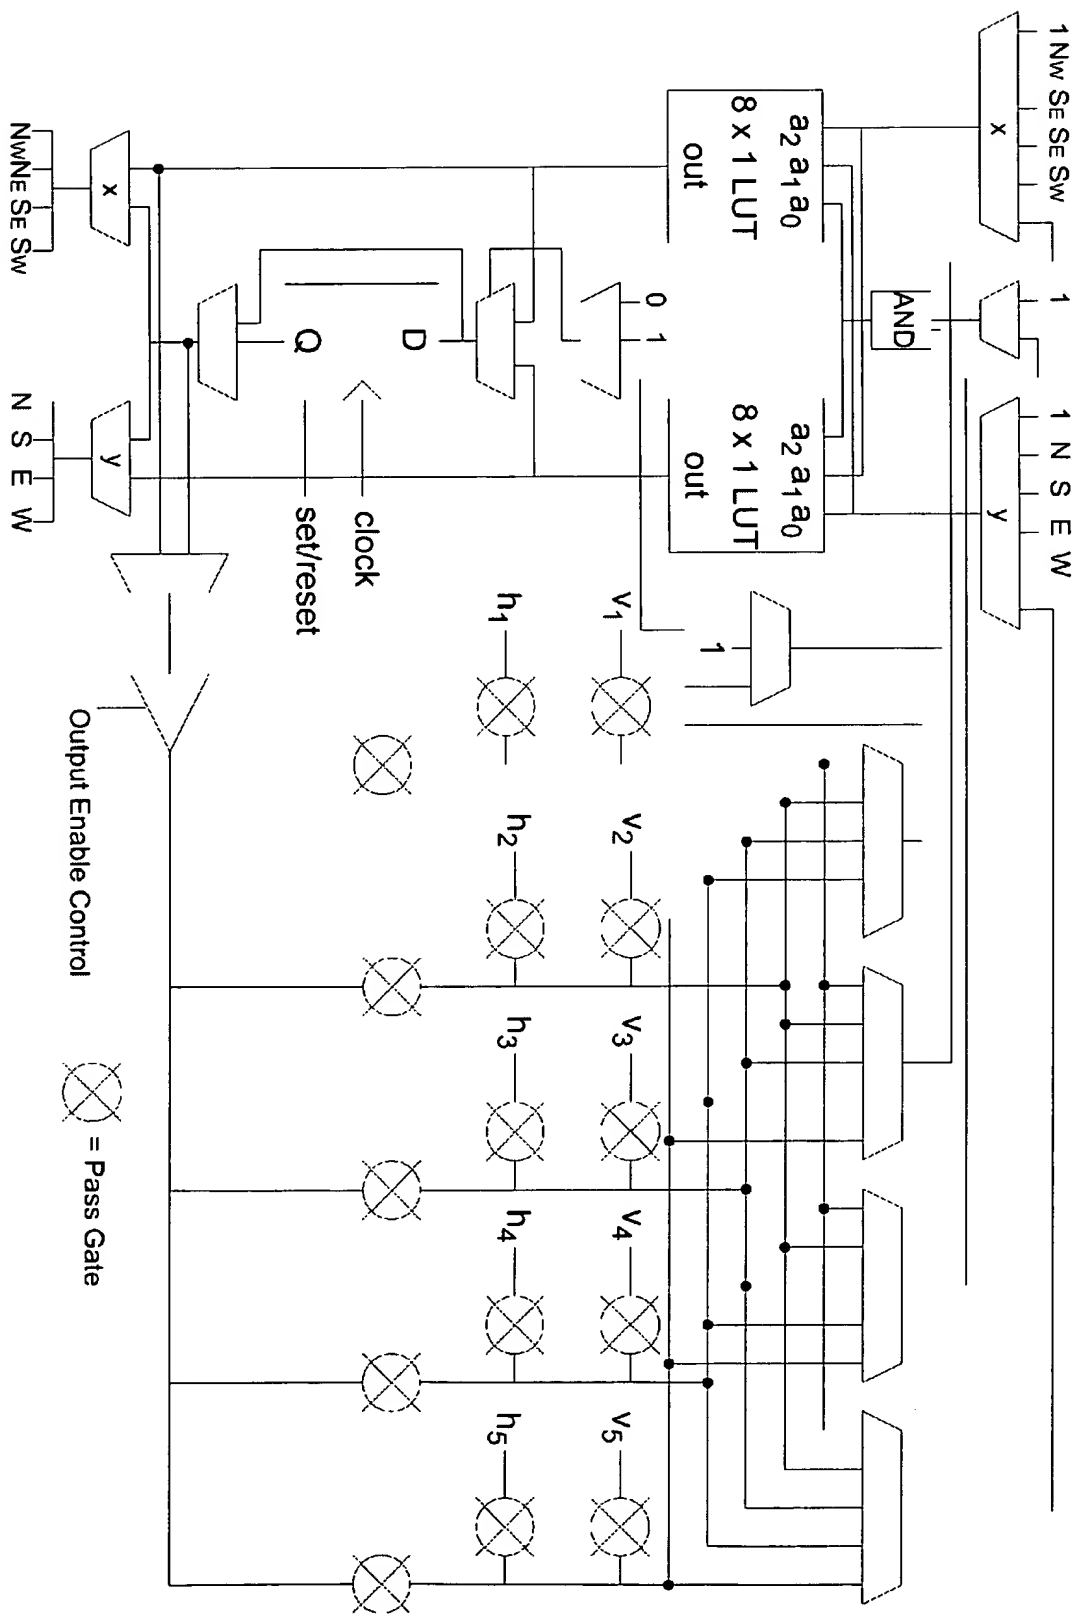 1 NW SE SE SW
1
1 N S E W
x
y
AND
a2 a1 a0
8 x 1 LUT
out
a2 a1 a0
8 x 1 LUT
out
0 1
1
D
Q
clock
set/reset
x
y
NW NE SE SW
N S E W
v1
h1
v2
h2
v3
h3
v4
h4
v5
h5
Output Enable Control
= Pass Gate